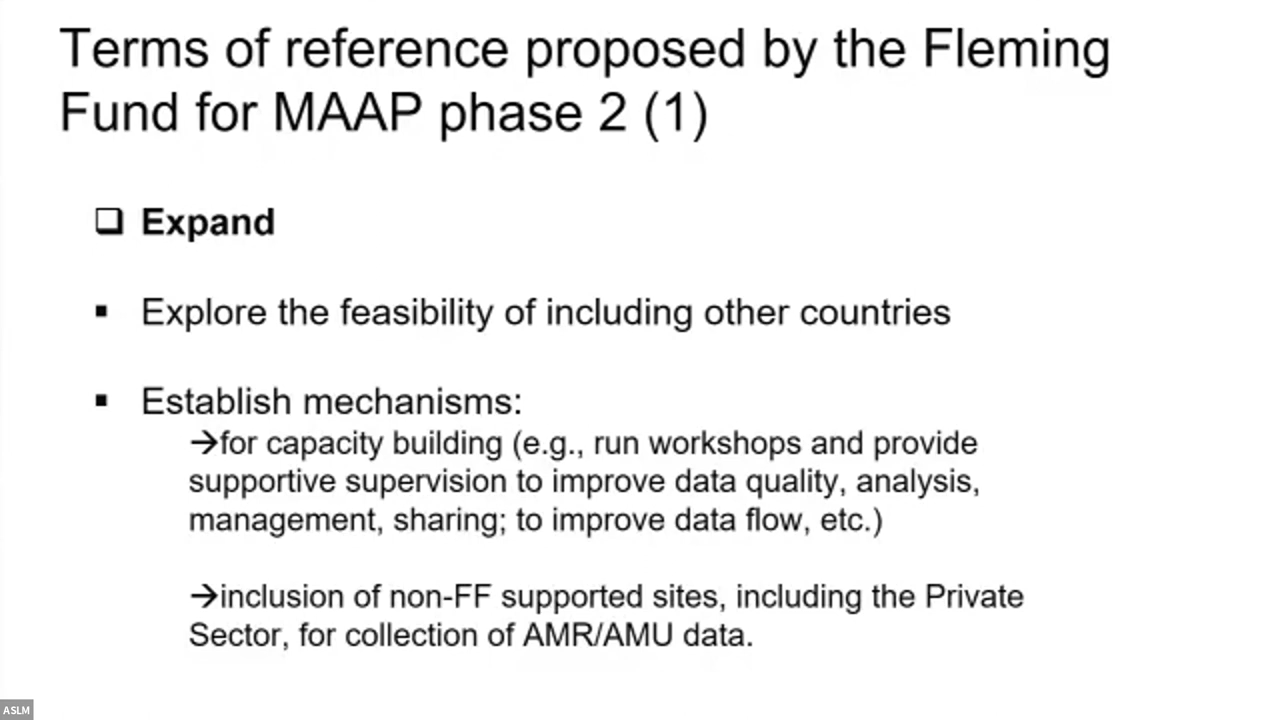 Terms of reference proposed by the Fleming
Fund for MAAP phase 2 (1)
❑ Expand
▪ Explore the feasibility of including other countries
▪ Establish mechanisms:
→for capacity building (e.g., run workshops and provide
supportive supervision to improve data quality, analysis,
management, sharing; to improve data flow, etc.)
→inclusion of non-FF supported sites, including the Private
Sector, for collection of AMR/AMU data.
ASLM